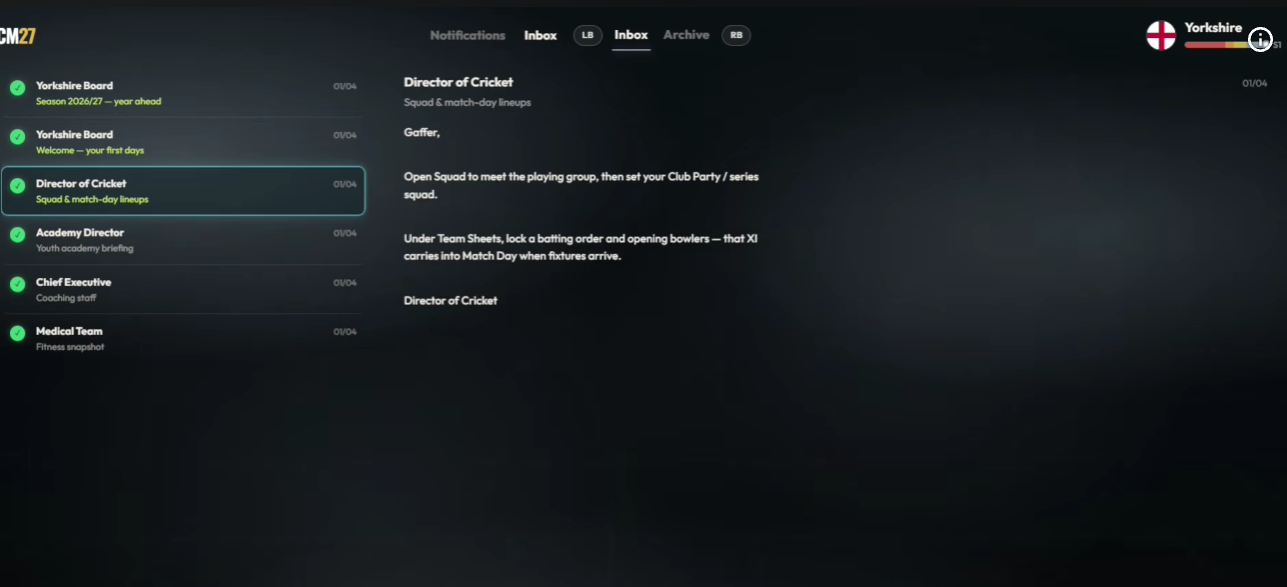 CM27
Notifications Inbox LB Inbox Archive RB
Yorkshire
51
Yorkshire Board 01/04
Season 2026/27 — year ahead
Yorkshire Board 01/04
Welcome — your first days
Director of Cricket 01/04
Squad & match-day lineups
Academy Director 01/04
Youth academy briefing
Chief Executive 01/04
Coaching staff
Medical Team 01/04
Fitness snapshot
Director of Cricket 01/04
Squad & match-day lineups
Gaffer,
Open Squad to meet the playing group, then set your Club Party / series
squad.
Under Team Sheets, lock a batting order and opening bowlers — that XI
carries into Match Day when fixtures arrive.
Director of Cricket